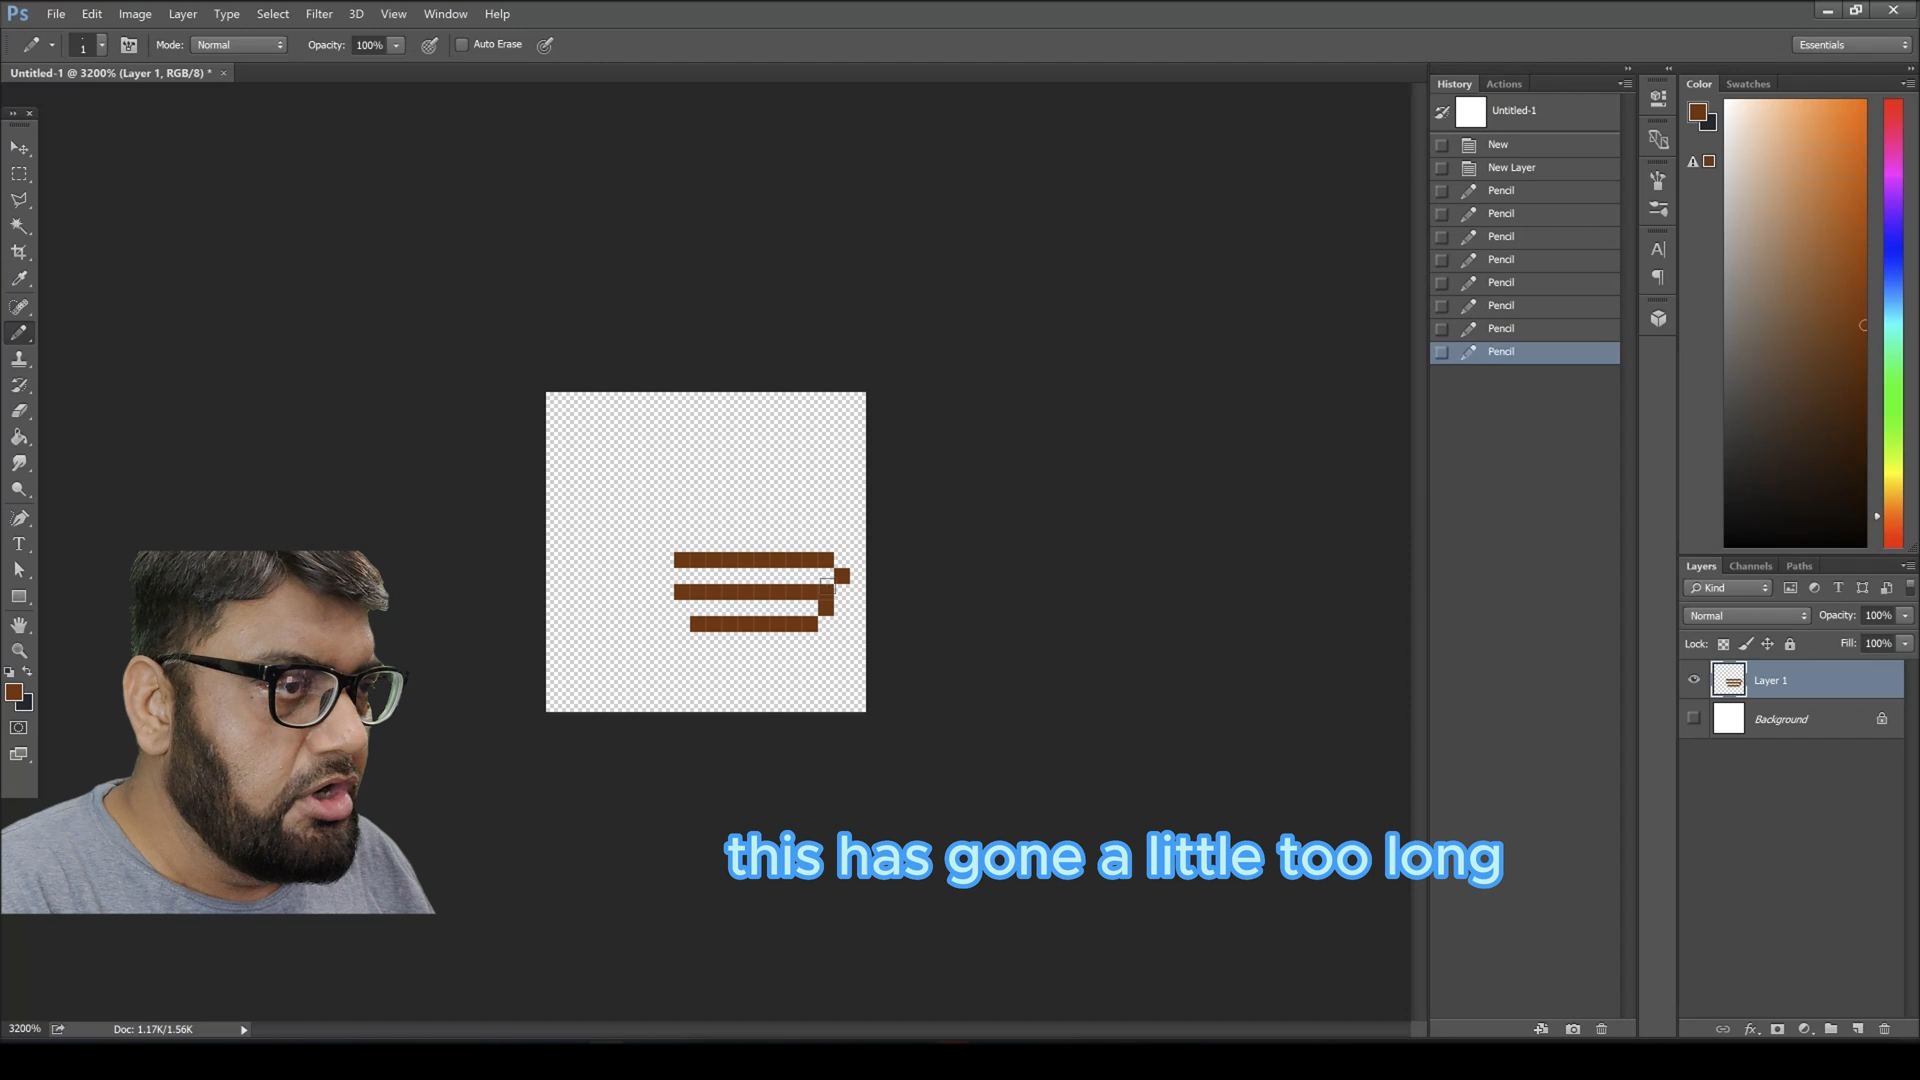 Ps File Edit Image Layer Type Select Filter 3D View Window Help
1 Mode: Normal Opacity: 100% Auto Erase Essentials
Untitled-1 @ 3200% (Layer 1, RGB/8) * ×
History Actions
Untitled-1
New
New Layer
Pencil
Pencil
Pencil
Pencil
Pencil
Pencil
Pencil
Pencil
Color Swatches
Layers Channels Paths
Kind
Normal Opacity: 100%
Lock: Fill: 100%
Layer 1
Background
this has gone a little too long
3200% Doc: 1.17K/1.56K